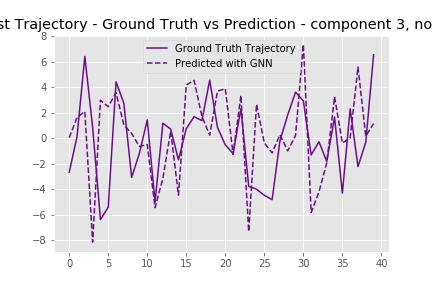 st Trajectory - Ground Truth vs Prediction - component 3, no
Ground Truth Trajectory
Predicted with GNN
8
6
4
2
0
−2
−4
−6
−8
0 5 10 15 20 25 30 35 40